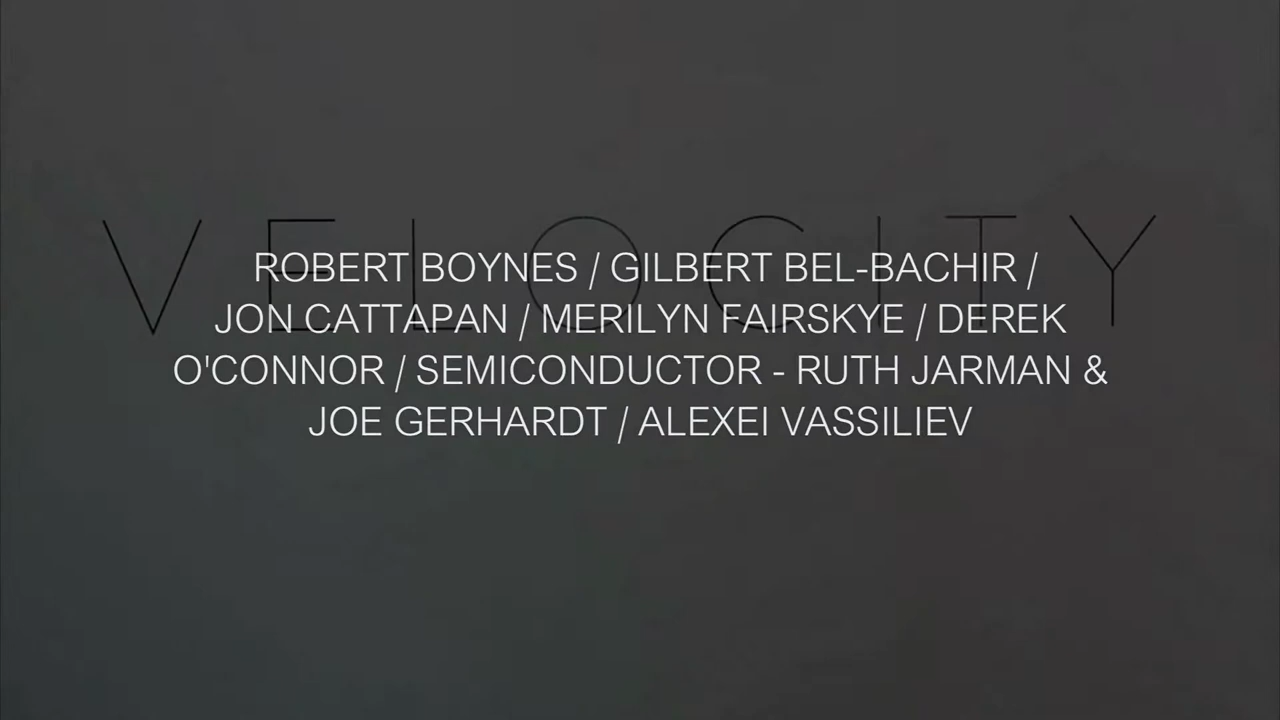 VELOCITY
ROBERT BOYNES / GILBERT BEL-BACHIR /
JON CATTAPAN / MERILYN FAIRSKYE / DEREK
O'CONNOR / SEMICONDUCTOR - RUTH JARMAN &
JOE GERHARDT / ALEXEI VASSILIEV